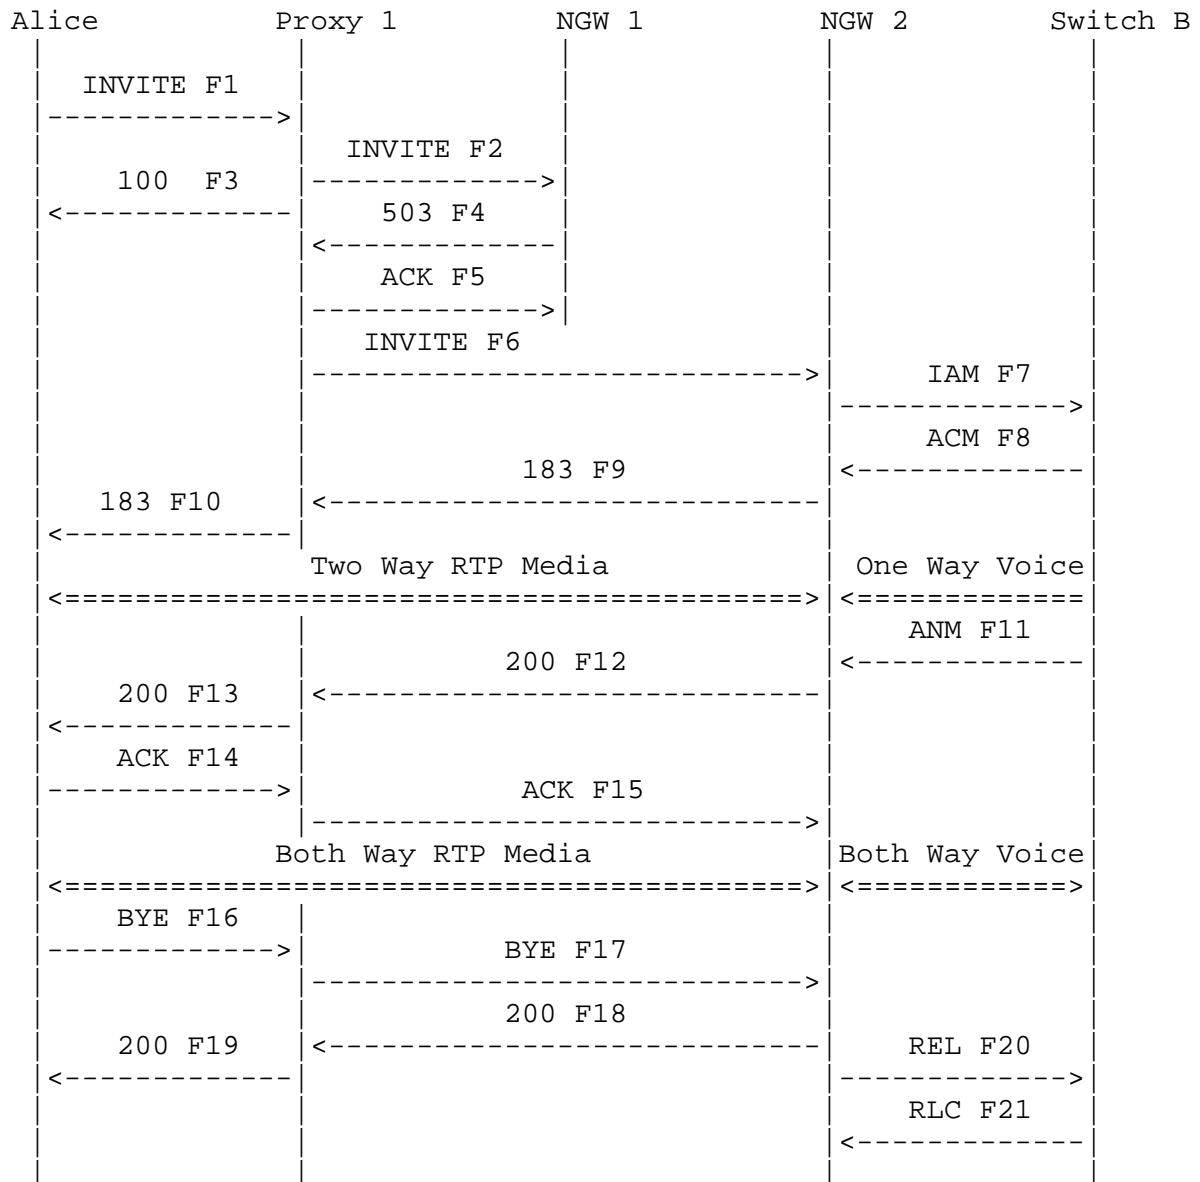 Alice Proxy 1 NGW 1 NGW 2 Switch B
INVITE F1
INVITE F2
100 F3
503 F4
ACK F5
INVITE F6
IAM F7
ACM F8
183 F9
183 F10
Two Way RTP Media One Way Voice
ANM F11
200 F12
200 F13
ACK F14
ACK F15
Both Way RTP Media Both Way Voice
BYE F16
BYE F17
200 F18
200 F19 REL F20
RLC F21